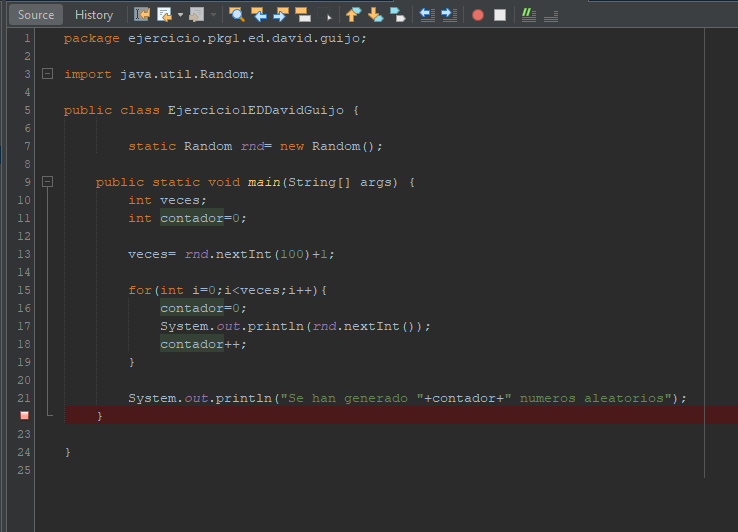 Source History
1 package ejercicio.pkg1.ed.david.guijo;
2
3 import java.util.Random;
4
5 public class Ejercicio1EDDavidGuijo {
6
7 static Random rnd= new Random();
8
9 public static void main(String[] args) {
10 int veces;
11 int contador=0;
12
13 veces= rnd.nextInt(100)+1;
14
15 for(int i=0;i<veces;i++){
16 contador=0;
17 System.out.println(rnd.nextInt());
18 contador++;
19 }
20
21 System.out.println("Se han generado "+contador+" numeros aleatorios");
}
23
24 }
25